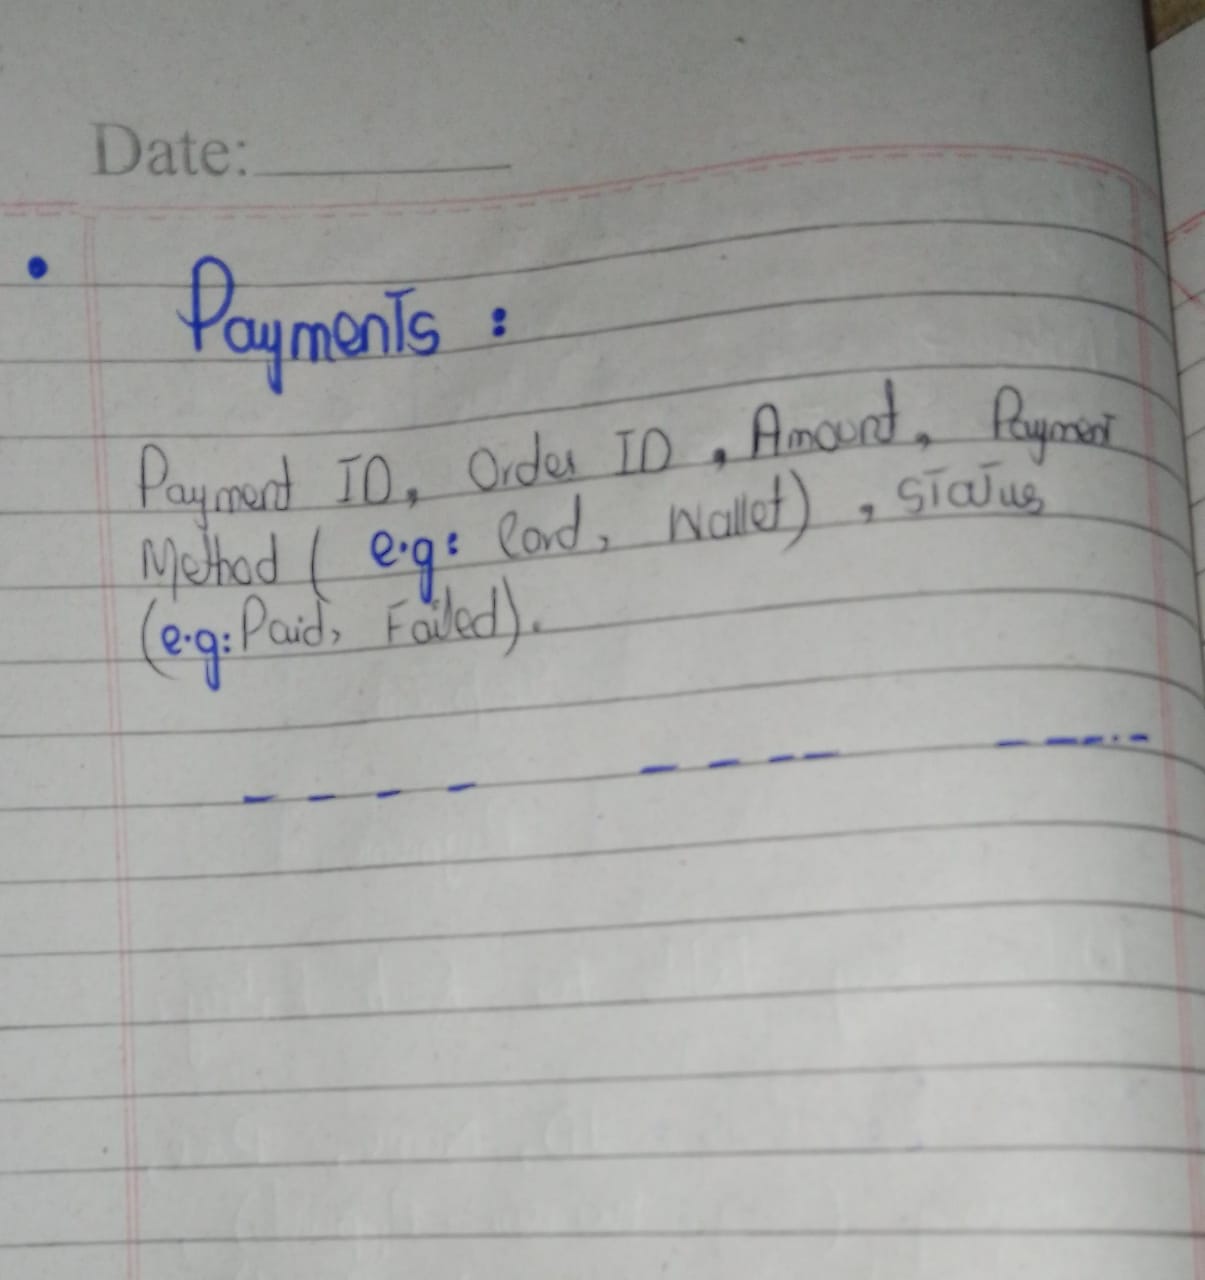 Date:
• Payments :
Payment ID, Order ID, Amount, Payment
Method ( e.g: Card, Wallet) , Status
(e.g: Paid, Failed).